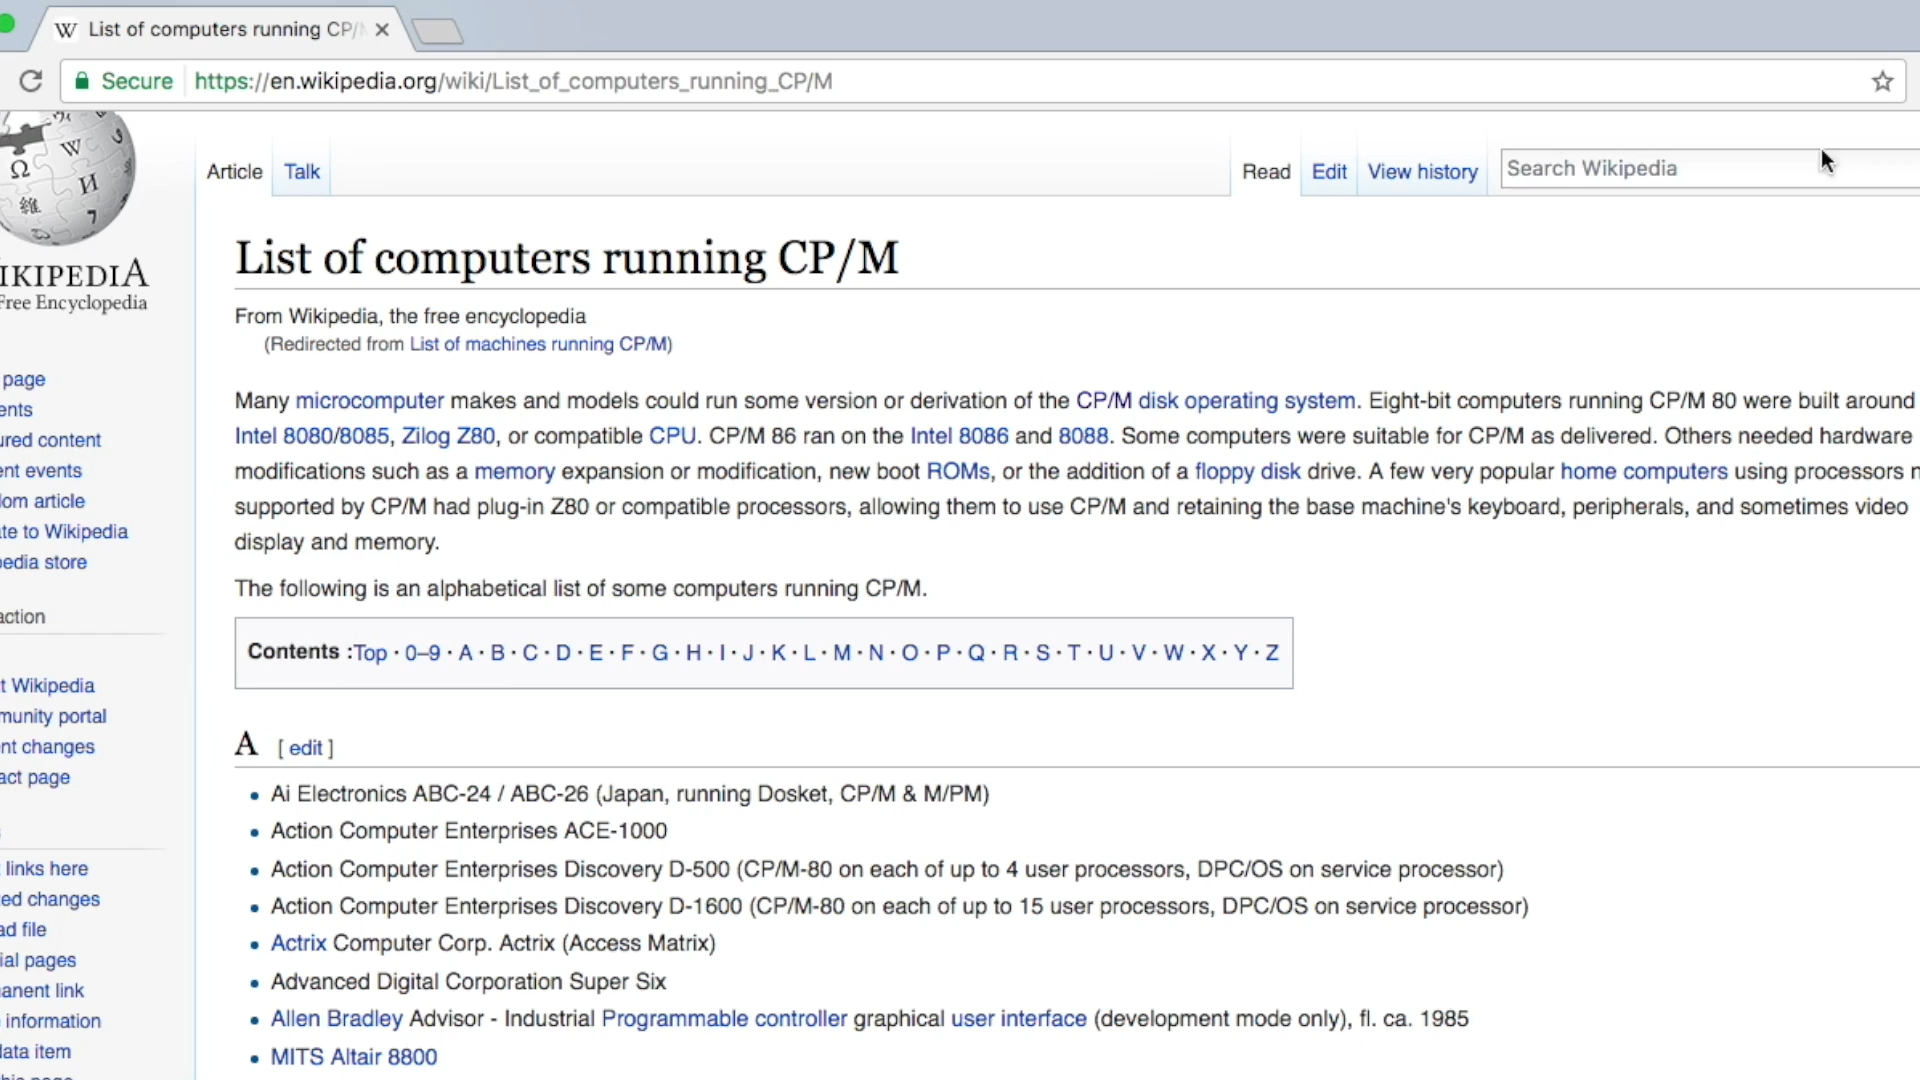 List of computers running CP/
Secure
https://en.wikipedia.org/wiki/List_of_computers_running_CP/M
Ω W И 維 7
IKIPEDIA
Free Encyclopedia
Article Talk
Read Edit View history
Search Wikipedia
List of computers running CP/M
From Wikipedia, the free encyclopedia
(Redirected from List of machines running CP/M)
Many microcomputer makes and models could run some version or derivation of the CP/M disk operating system. Eight-bit computers running CP/M 80 were built around
Intel 8080/8085, Zilog Z80, or compatible CPU. CP/M 86 ran on the Intel 8086 and 8088. Some computers were suitable for CP/M as delivered. Others needed hardware
modifications such as a memory expansion or modification, new boot ROMs, or the addition of a floppy disk drive. A few very popular home computers using processors n
supported by CP/M had plug-in Z80 or compatible processors, allowing them to use CP/M and retaining the base machine's keyboard, peripherals, and sometimes video
display and memory.
The following is an alphabetical list of some computers running CP/M.
Contents :Top · 0–9 · A · B · C · D · E · F · G · H · I · J · K · L · M · N · O · P · Q · R · S · T · U · V · W · X · Y · Z
A [ edit ]
• Ai Electronics ABC-24 / ABC-26 (Japan, running Dosket, CP/M & M/PM)
• Action Computer Enterprises ACE-1000
• Action Computer Enterprises Discovery D-500 (CP/M-80 on each of up to 4 user processors, DPC/OS on service processor)
• Action Computer Enterprises Discovery D-1600 (CP/M-80 on each of up to 15 user processors, DPC/OS on service processor)
• Actrix Computer Corp. Actrix (Access Matrix)
• Advanced Digital Corporation Super Six
• Allen Bradley Advisor - Industrial Programmable controller graphical user interface (development mode only), fl. ca. 1985
• MITS Altair 8800
page
ents
ured content
ent events
lom article
te to Wikipedia
pedia store
action
t Wikipedia
munity portal
nt changes
act page
links here
ted changes
ad file
ial pages
anent link
information
data item